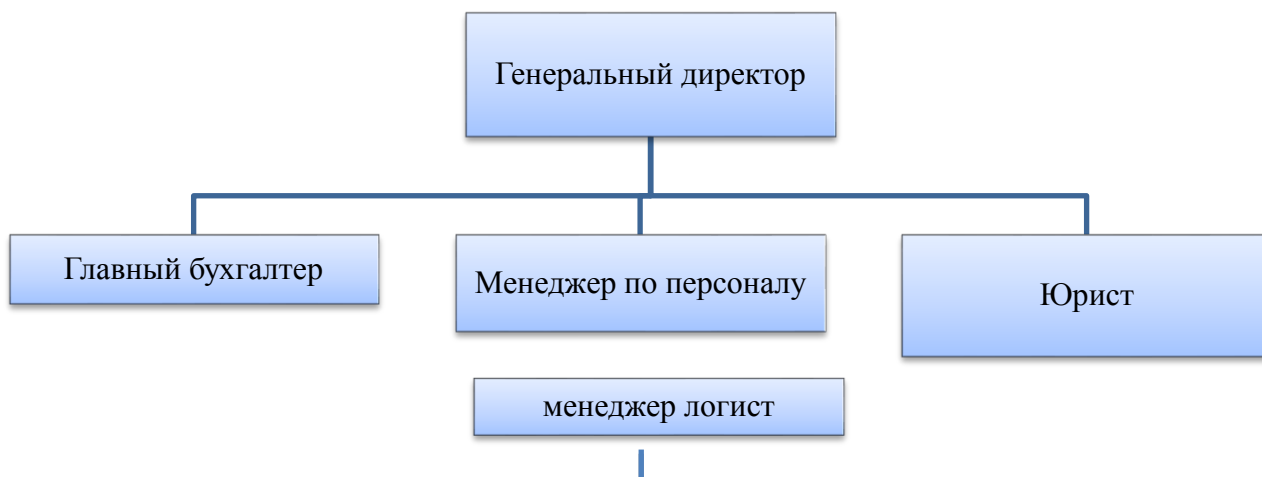 Генеральный директор
Главный бухгалтер
Менеджер по персоналу
Юрист
менеджер логист